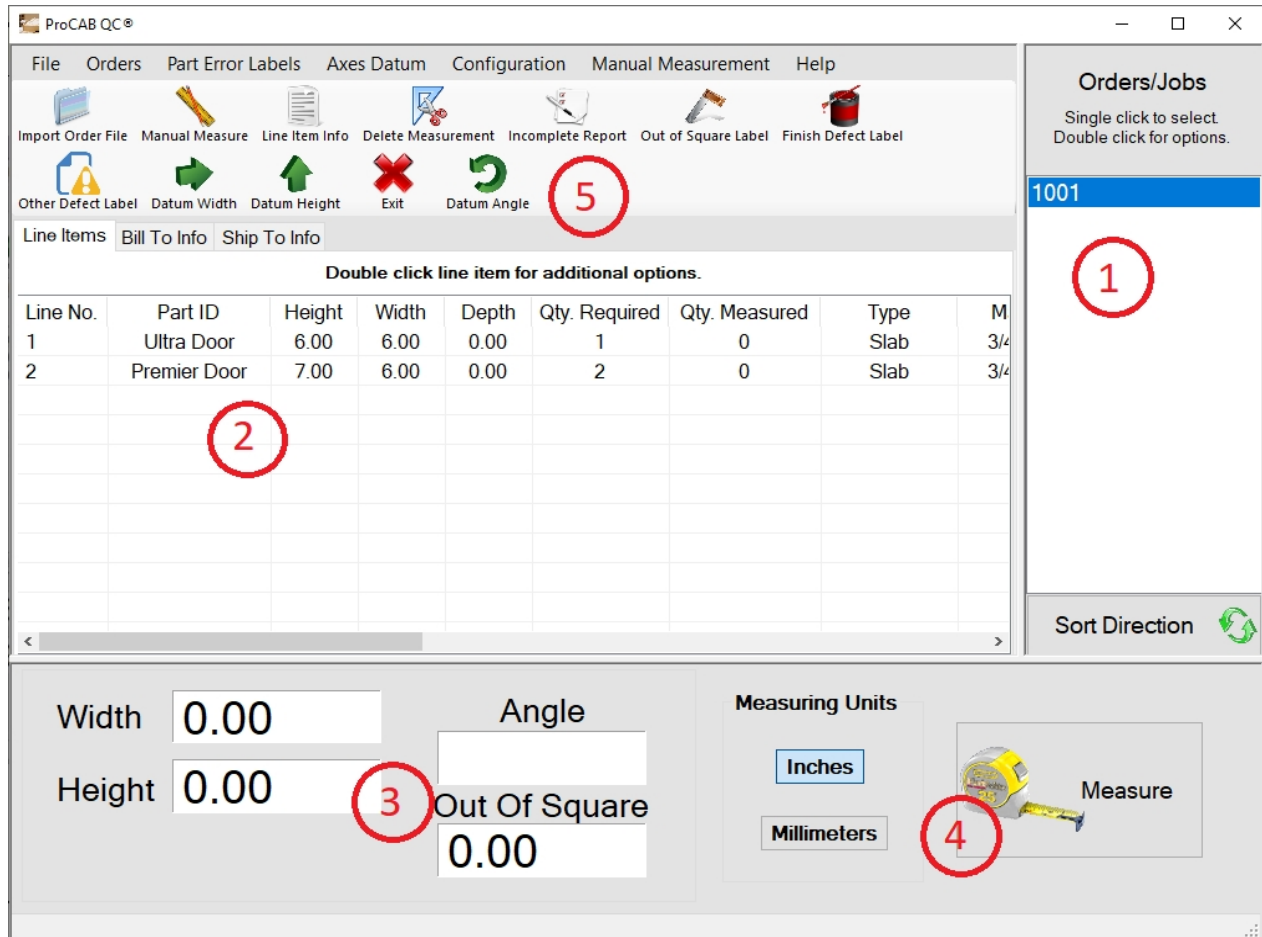 ProCAB QC®
File Orders Part Error Labels Axes Datum Configuration Manual Measurement Help
Import Order File Manual Measure Line Item Info Delete Measurement Incomplete Report Out of Square Label Finish Defect Label
Other Defect Label Datum Width Datum Height Exit Datum Angle 5
Line Items Bill To Info Ship To Info
Double click line item for additional options.
Line No. Part ID Height Width Depth Qty. Required Qty. Measured Type M
1 Ultra Door 6.00 6.00 0.00 1 0 Slab 3/4
2 Premier Door 7.00 6.00 0.00 2 0 Slab 3/4
2
Orders/Jobs
Single click to select.
Double click for options.
1001
1
Sort Direction
Width 0.00
Height 0.00
3
Angle
Out Of Square
0.00
Measuring Units
Inches
Millimeters
4
Measure